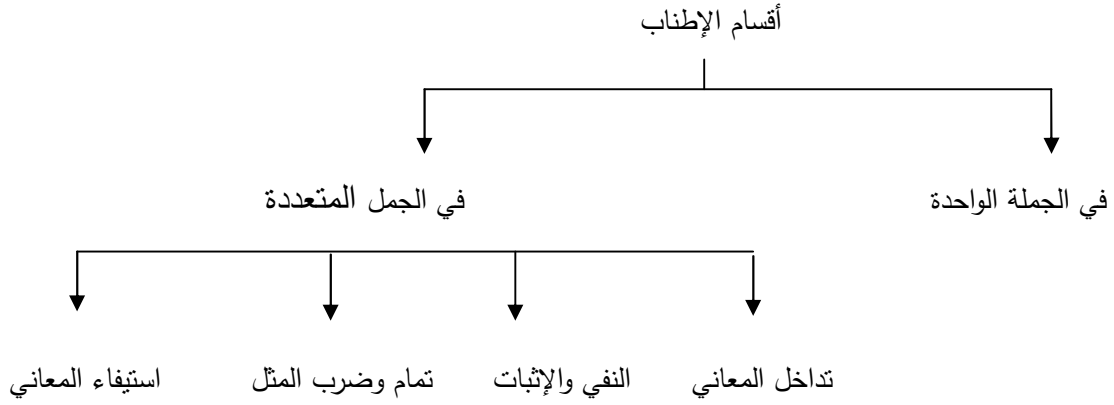 أقسام الإطناب
في الجملة الواحدة
في الجمل المتعددة
تداخل المعاني
النفي والإثبات
تمام وضرب المثل
استيفاء المعاني